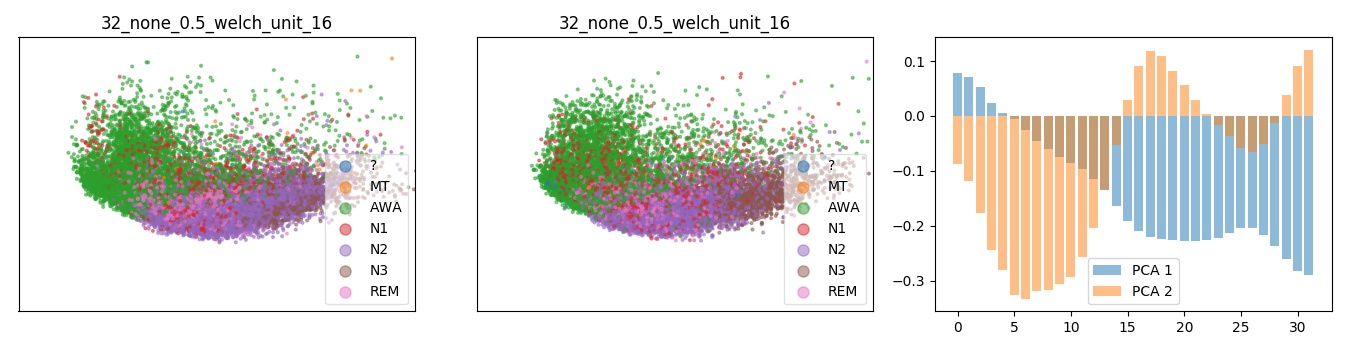 32_none_0.5_welch_unit_16
?
MT
AWA
N1
N2
N3
REM
32_none_0.5_welch_unit_16
?
MT
AWA
N1
N2
N3
REM
0.1
0.0
−0.1
−0.2
−0.3
PCA 1
PCA 2
0 5 10 15 20 25 30